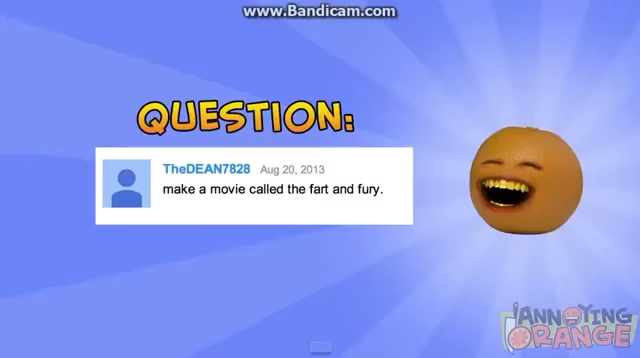 www.Bandicam.com
QUESTION:
TheDEAN7828 Aug 20, 2013
make a movie called the fart and fury.
ANNOYING
ORANGE